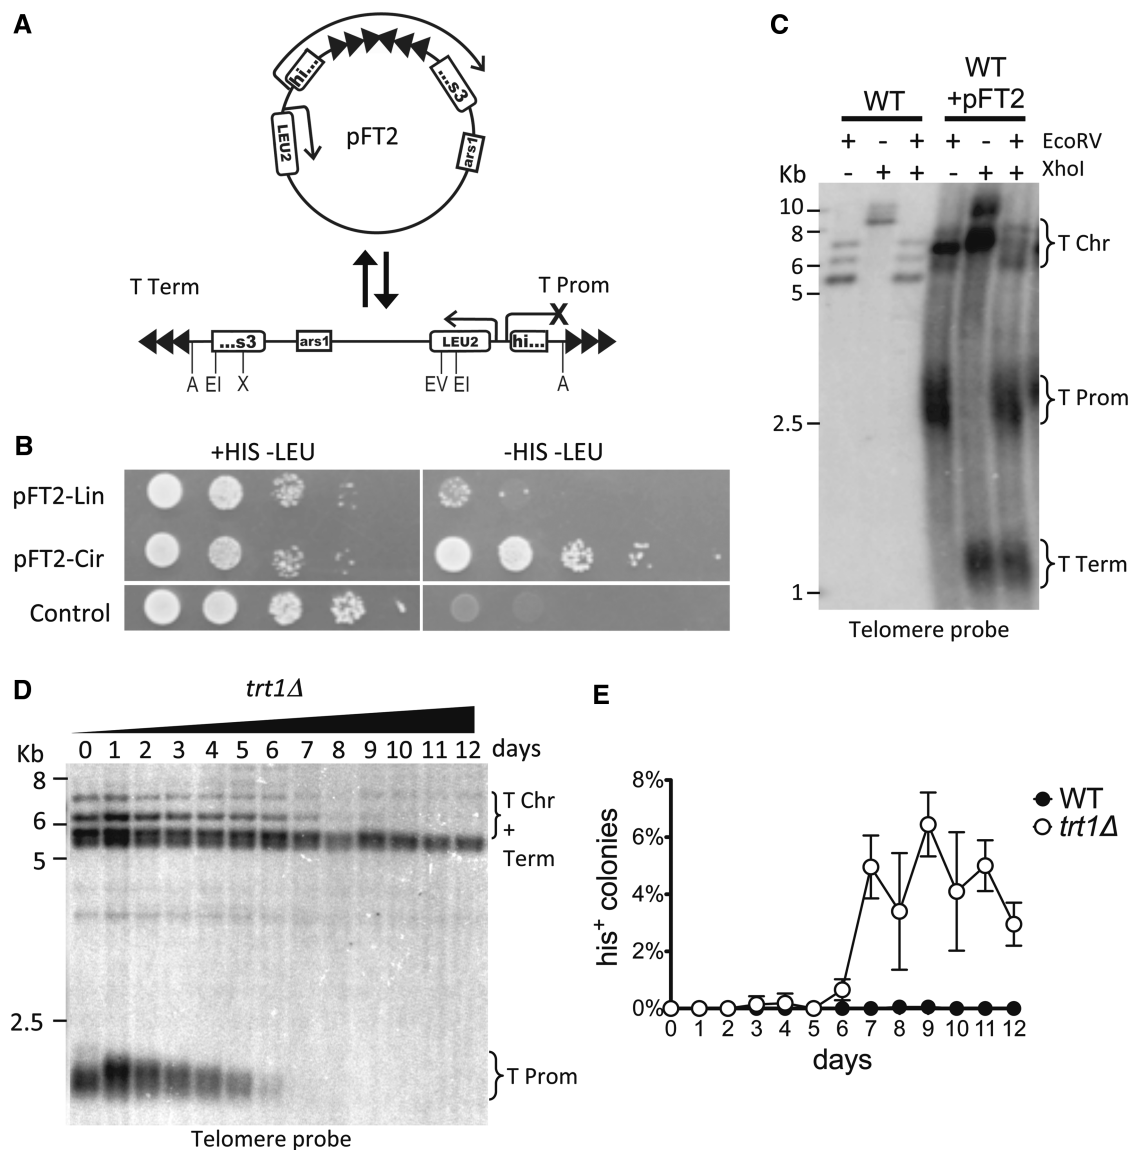 A
hi...
...s3
LEU2
pFT2
ars1
T Term
T Prom
...s3
ars1
LEU2
hi...
A EI X EV EI A
B
+HIS -LEU -HIS -LEU
pFT2-Lin
pFT2-Cir
Control
C
WT
WT
+pFT2
+ - + + - + EcoRV
- + + - + + XhoI
Kb
10
8
6
5
2.5
1
T Chr
T Prom
T Term
Telomere probe
D
trt1Δ
Kb 0 1 2 3 4 5 6 7 8 9 10 11 12 days
8
6
5
2.5
T Chr
+
Term
T Prom
Telomere probe
E
8%
6%
4%
2%
0%
his+ colonies
0 1 2 3 4 5 6 7 8 9 10 11 12
days
WT
trt1Δ